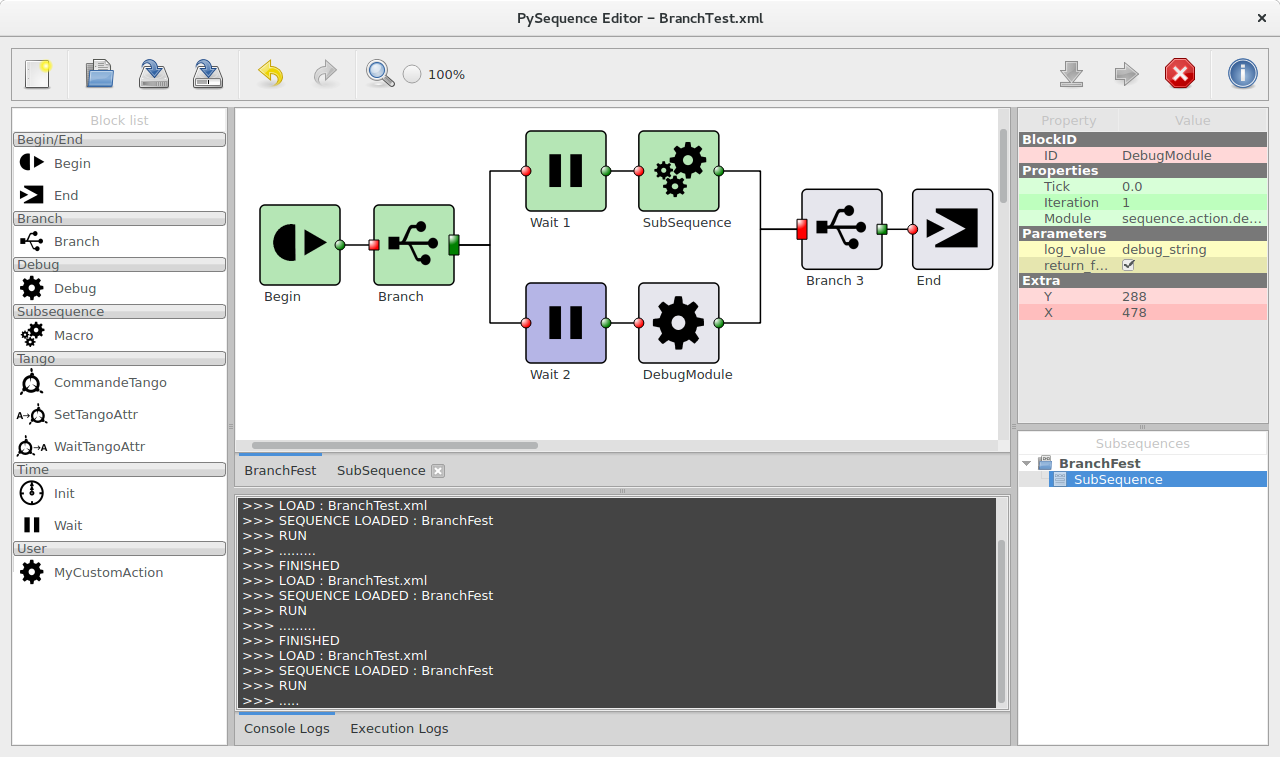 PySequence Editor – BranchTest.xml
100%
Block list
Begin/End
Begin
End
Branch
Branch
Debug
Debug
Subsequence
Macro
Tango
CommandeTango
A→ SetTangoAttr
→A WaitTangoAttr
Time
Init
Wait
User
MyCustomAction
Wait 1
SubSequence
Begin
Branch
Branch 3
End
Wait 2
DebugModule
BranchFest
SubSequence
>>> LOAD : BranchTest.xml
>>> SEQUENCE LOADED : BranchFest
>>> RUN
>>> .........
>>> FINISHED
>>> LOAD : BranchTest.xml
>>> SEQUENCE LOADED : BranchFest
>>> RUN
>>> .........
>>> FINISHED
>>> LOAD : BranchTest.xml
>>> SEQUENCE LOADED : BranchFest
>>> RUN
>>> .....
Console Logs
Execution Logs
Property Value
BlockID
ID DebugModule
Properties
Tick 0.0
Iteration 1
Module sequence.action.de...
Parameters
log_value debug_string
return_f...
Extra
Y 288
X 478
Subsequences
BranchFest
SubSequence